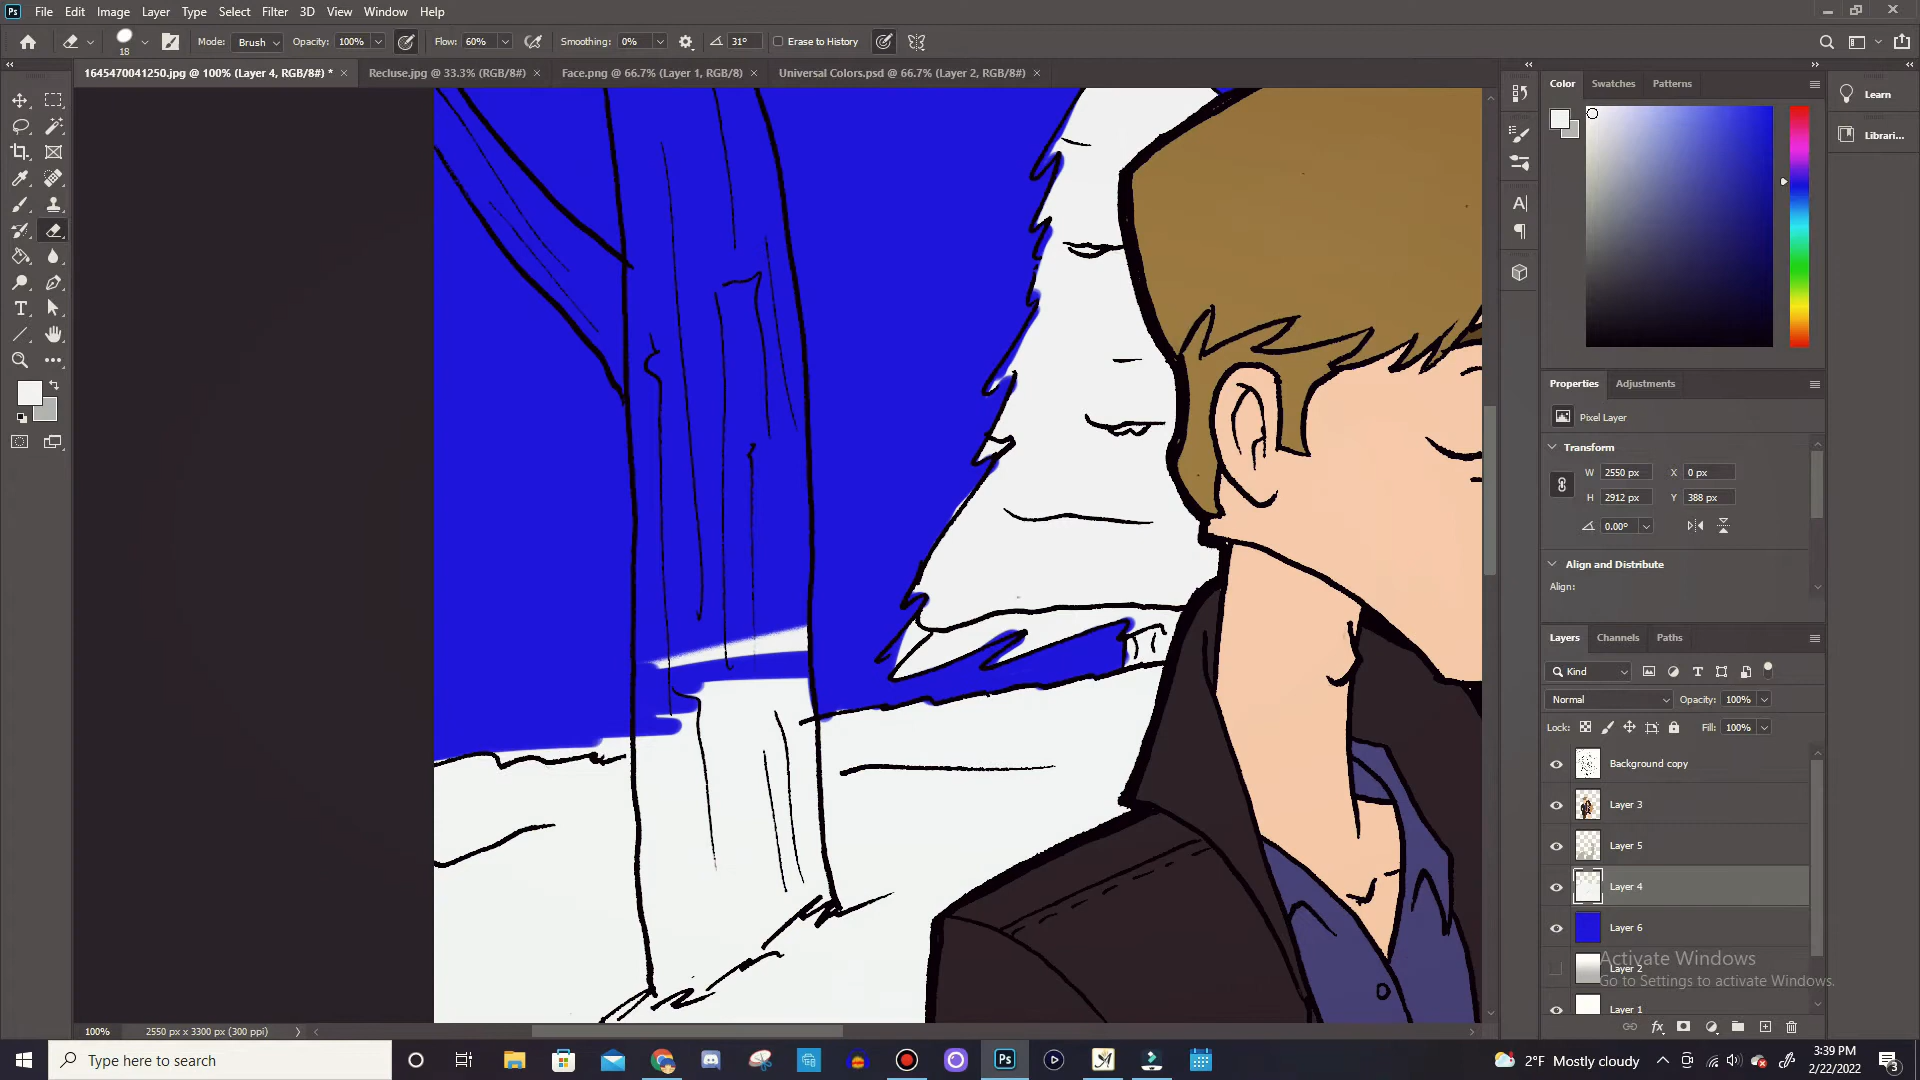 Ps File Edit Image Layer Type Select Filter 3D View Window Help
18 Mode: Brush Opacity: 100% Flow: 60% Smoothing: 0% 31° Erase to History
1645470041250.jpg @ 100% (Layer 4, RGB/8#) * × Recluse.jpg @ 33.3% (RGB/8#) × Face.png @ 66.7% (Layer 1, RGB/8) × Universal Colors.psd @ 66.7% (Layer 2, RGB/8#) ×
Color Swatches Patterns
Learn
Librari...
Properties Adjustments
Pixel Layer
Transform
W 2550 px X 0 px
H 2912 px Y 388 px
0.00°
Align and Distribute
Align:
Layers Channels Paths
Kind
Normal Opacity: 100%
Lock: Fill: 100%
Background copy
Layer 3
Layer 5
Layer 4
Layer 6
Layer 2
Layer 1
Activate Windows
Go to Settings to activate Windows.
100% 2550 px x 3300 px (300 ppi)
Type here to search
Ps
2°F Mostly cloudy
3:39 PM
2/22/2022
3